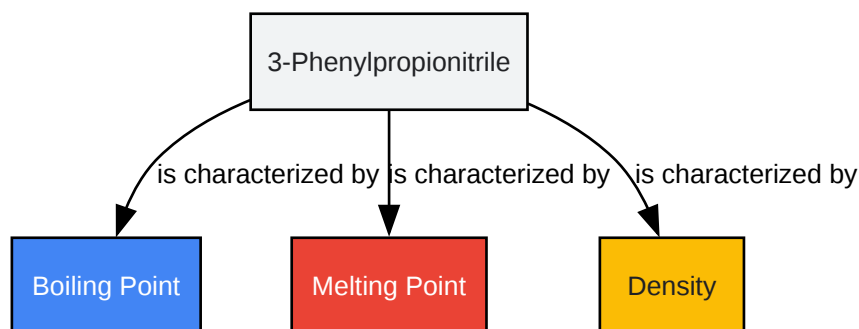 3-Phenylpropionitrile
is characterized by
is characterized by
is characterized by
Boiling Point
Melting Point
Density